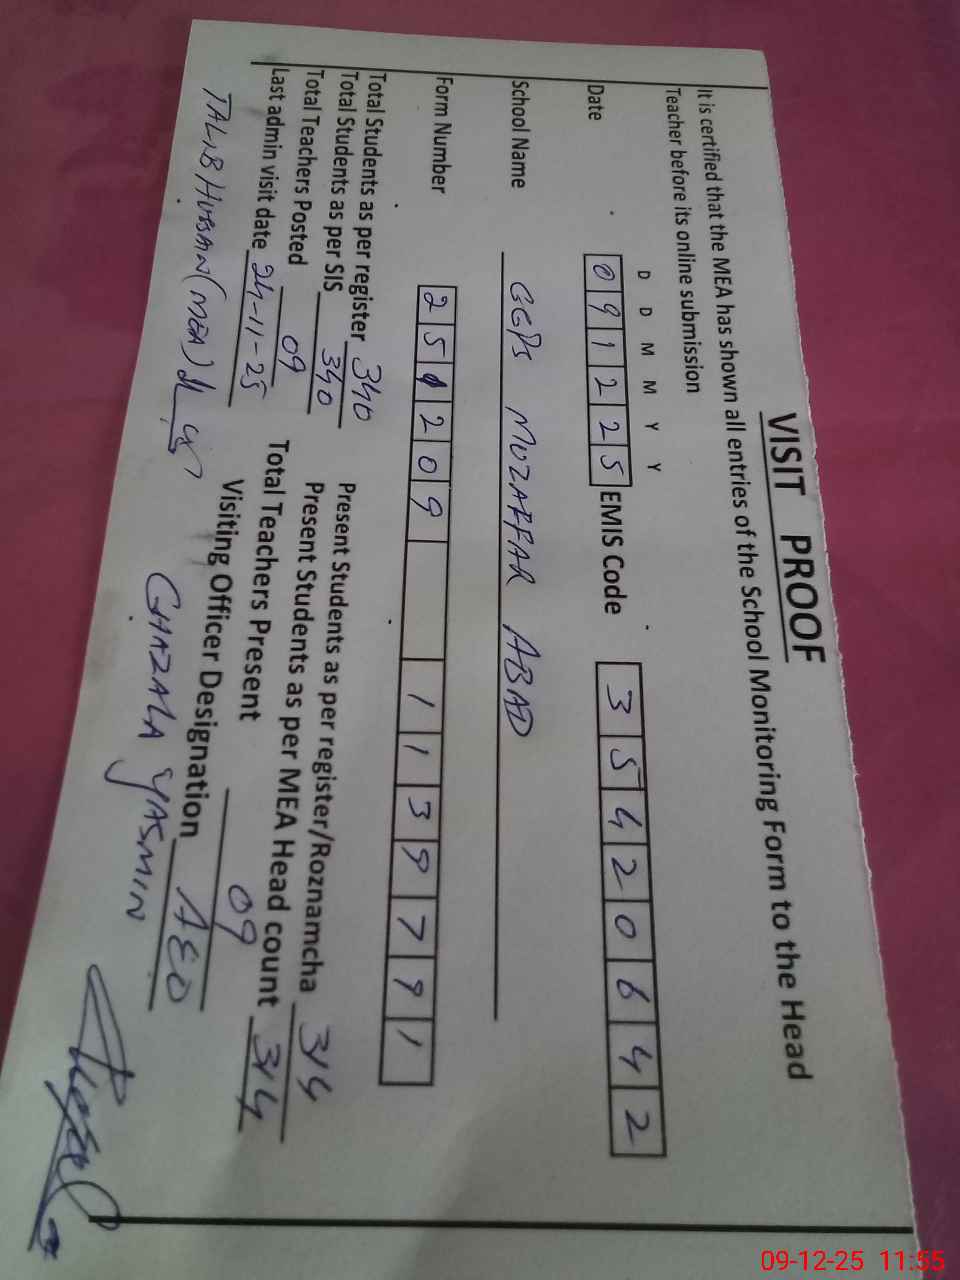 VISIT PROOF
It is certified that the MEA has shown all entries of the School Monitoring Form to the Head
Teacher before its online submission
D D M M Y Y
Date 0 9 1 2 2 5 EMIS Code 3 5 4 2 0 6 4 2
School Name GGPS MUZAFFAR ABAD
Form Number 2 5 1 2 0 9 1 1 3 9 7 9 1
Total Students as per register 340 Present Students as per register/Roznamcha 314
Total Students as per SIS 340 Present Students as per MEA Head count 314
Total Teachers Posted 09 Total Teachers Present 09
Last admin visit date 24-11-25 Visiting Officer Designation AEO
TALIB HUSSAN (MEA) GHAZALA YASMIN
09-12-25 11:55